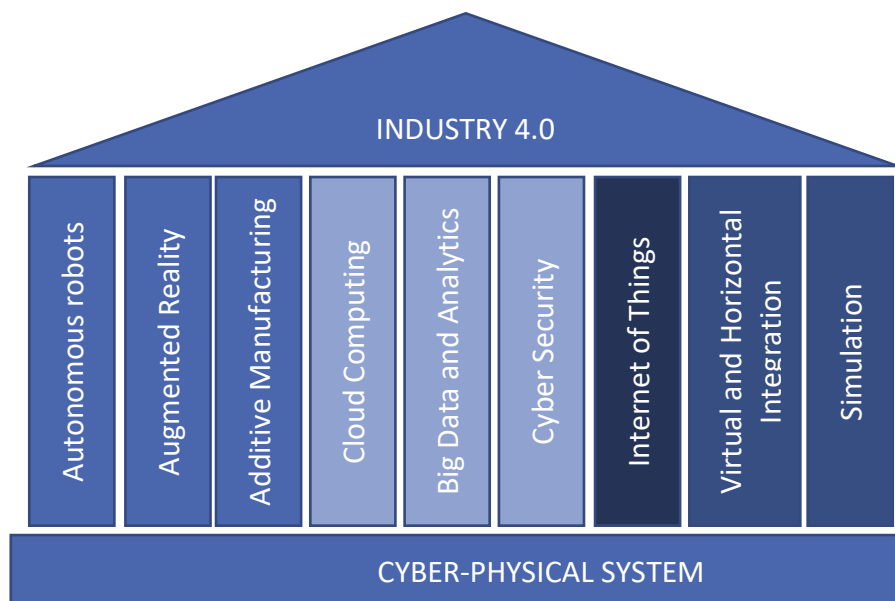 INDUSTRY 4.0
Autonomous robots
Augmented Reality
Additive Manufacturing
Cloud Computing
Big Data and Analytics
Cyber Security
Internet of Things
Virtual and Horizontal
Integration
Simulation
CYBER-PHYSICAL SYSTEM